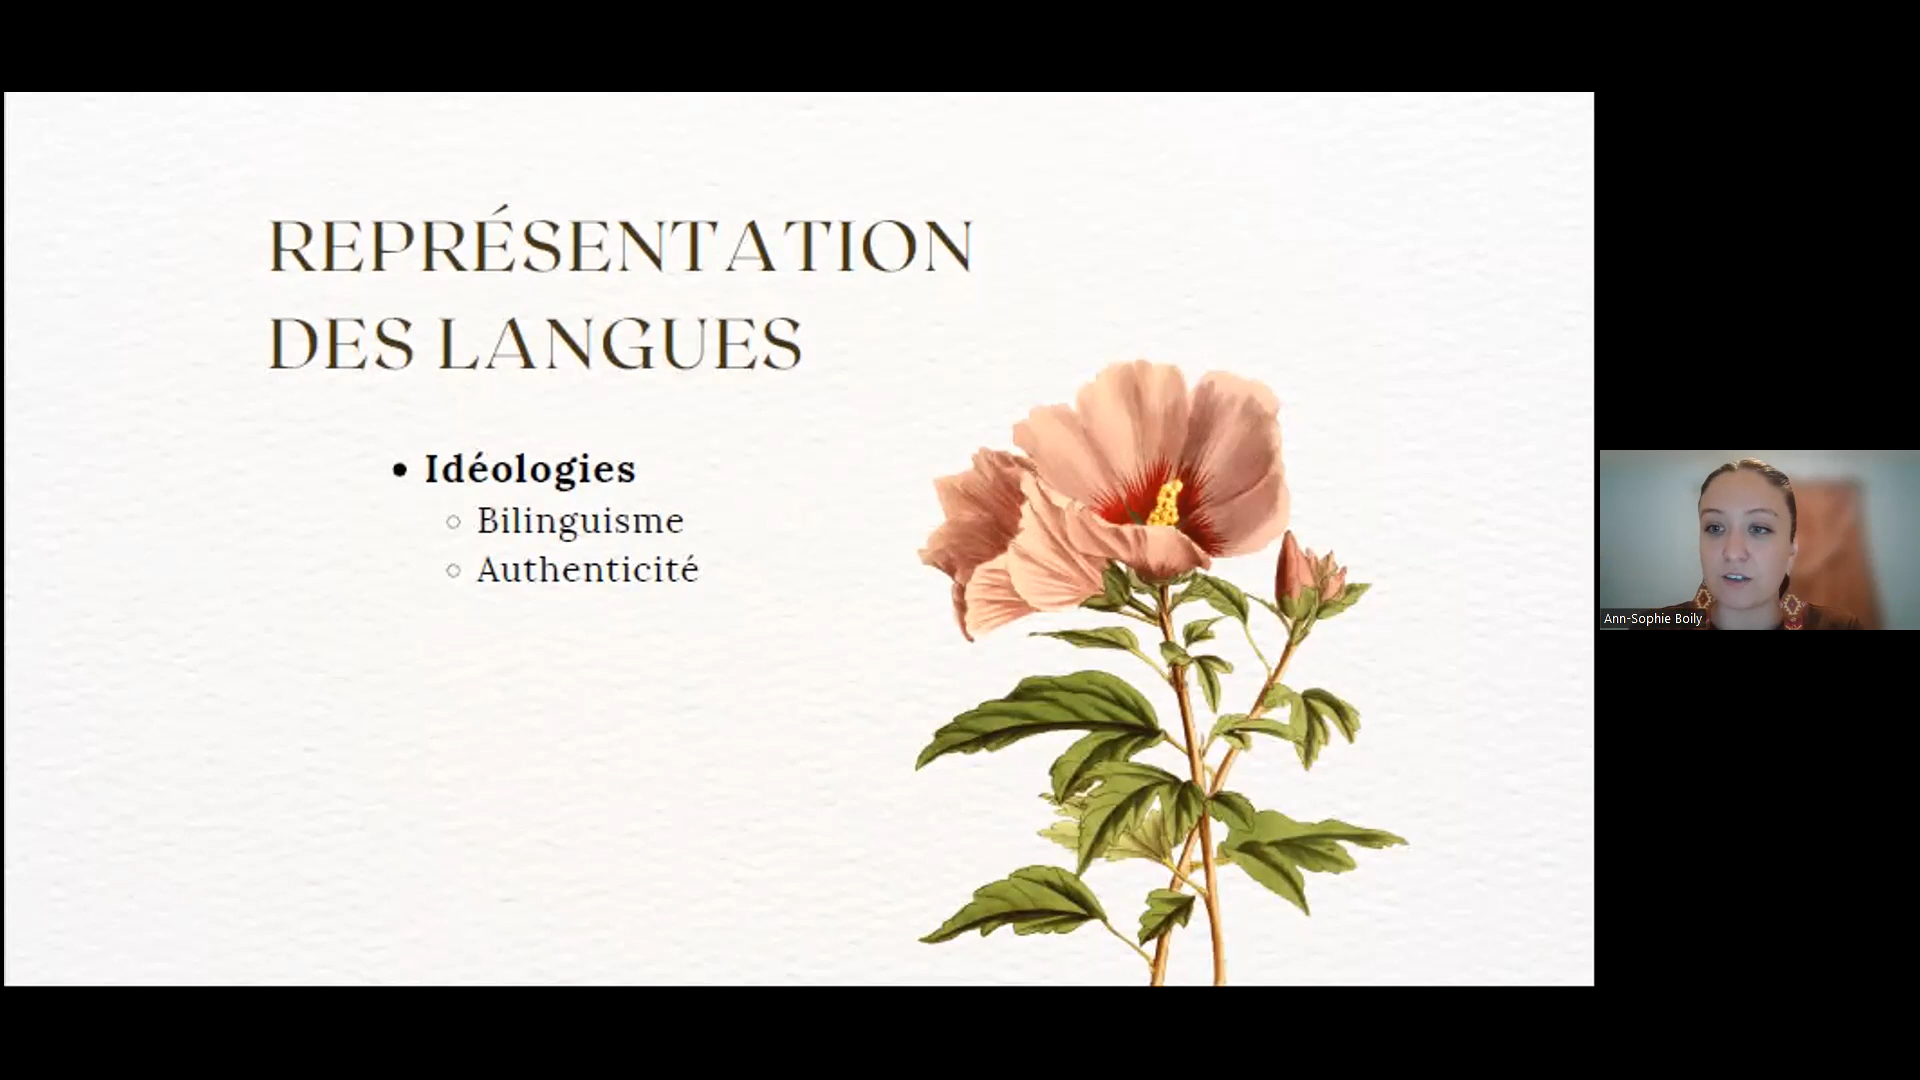 REPRÉSENTATION
DES LANGUES
• Idéologies
○ Bilinguisme
○ Authenticité
Ann-Sophie Boily